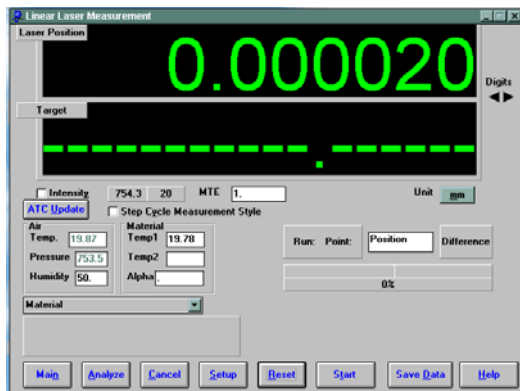 Linear Laser Measurement
Laser Position
0.000020
Digits
Target
Intensity 754.3 20 MTE 1. Unit mm
ATC Update Step Cycle Measurement Style
Air Material
Temp. 19.87 Temp1 19.78 Run: Point: Position Difference
Pressure 753.5 Temp2
Humidity 50. Alpha .
0%
Material
Main Analyze Cancel Setup Reset Start Save Data Help